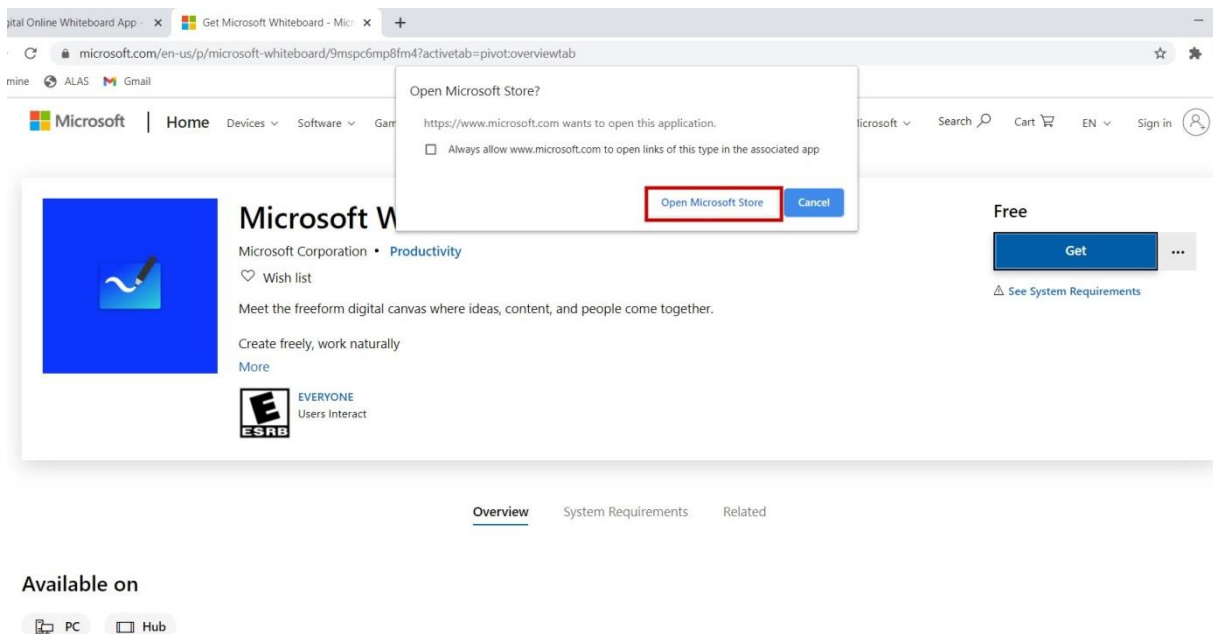 gital Online Whiteboard App - Get Microsoft Whiteboard - Micr
microsoft.com/en-us/p/microsoft-whiteboard/9mspc6mp8fm4?activetab=pivot:overviewtab
mine ALAS Gmail
Open Microsoft Store?
https://www.microsoft.com wants to open this application.
Always allow www.microsoft.com to open links of this type in the associated app
Open Microsoft Store Cancel
Microsoft Home Devices Software Gam icrosoft Search Cart EN Sign in
Microsoft W
Microsoft Corporation • Productivity
Wish list
Meet the freeform digital canvas where ideas, content, and people come together.
Create freely, work naturally
More
E
ESRB
EVERYONE
Users Interact
Free
Get ...
See System Requirements
Overview System Requirements Related
Available on
PC Hub